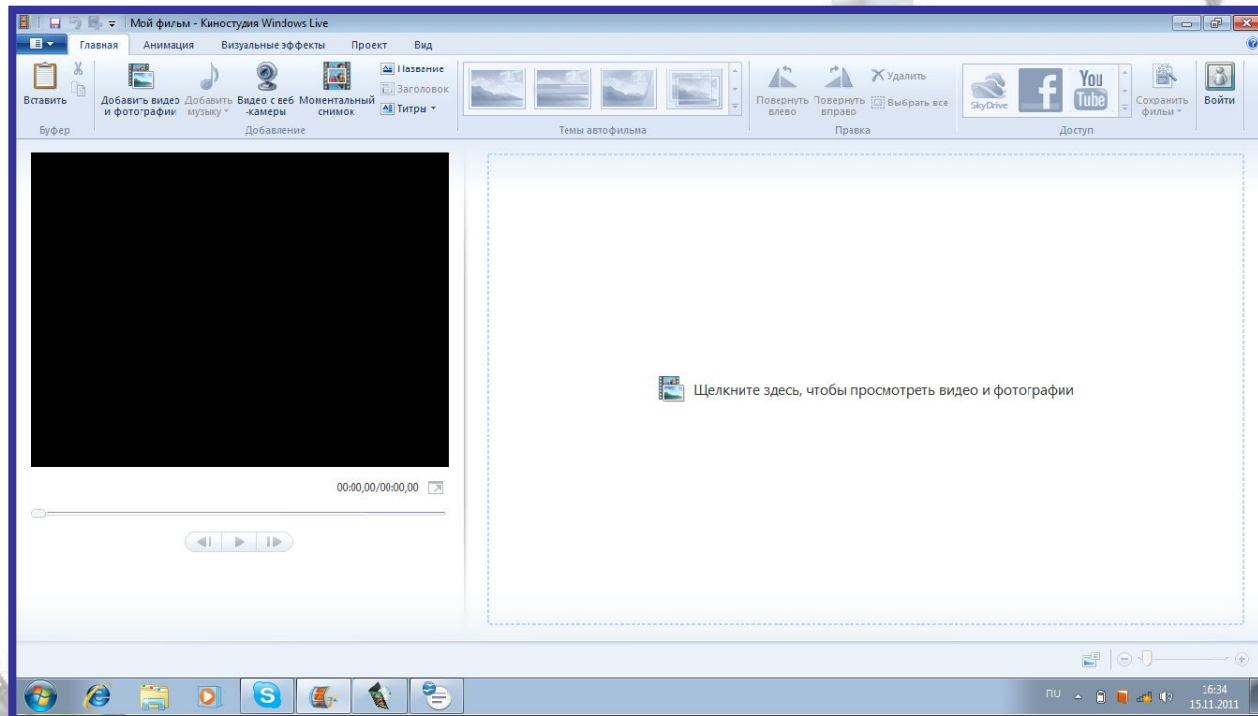 Мой фильм - Киностудия Windows Live
Главная Анимация Визуальные эффекты Проект Вид
Вставить
Добавить видео и фотографии
Добавить музыку
Видео с веб-камеры
Моментальный снимок
Название
Заголовок
Титры
Повернуть влево
Повернуть вправо
Удалить
Выбрать все
SkyDrive
f
You Tube
Сохранить фильм
Войти
Буфер Добавление Темы автофильма Правка Доступ
Щелкните здесь, чтобы просмотреть видео и фотографии
00:00,00/00:00,00
RU
16:34
15.11.2011